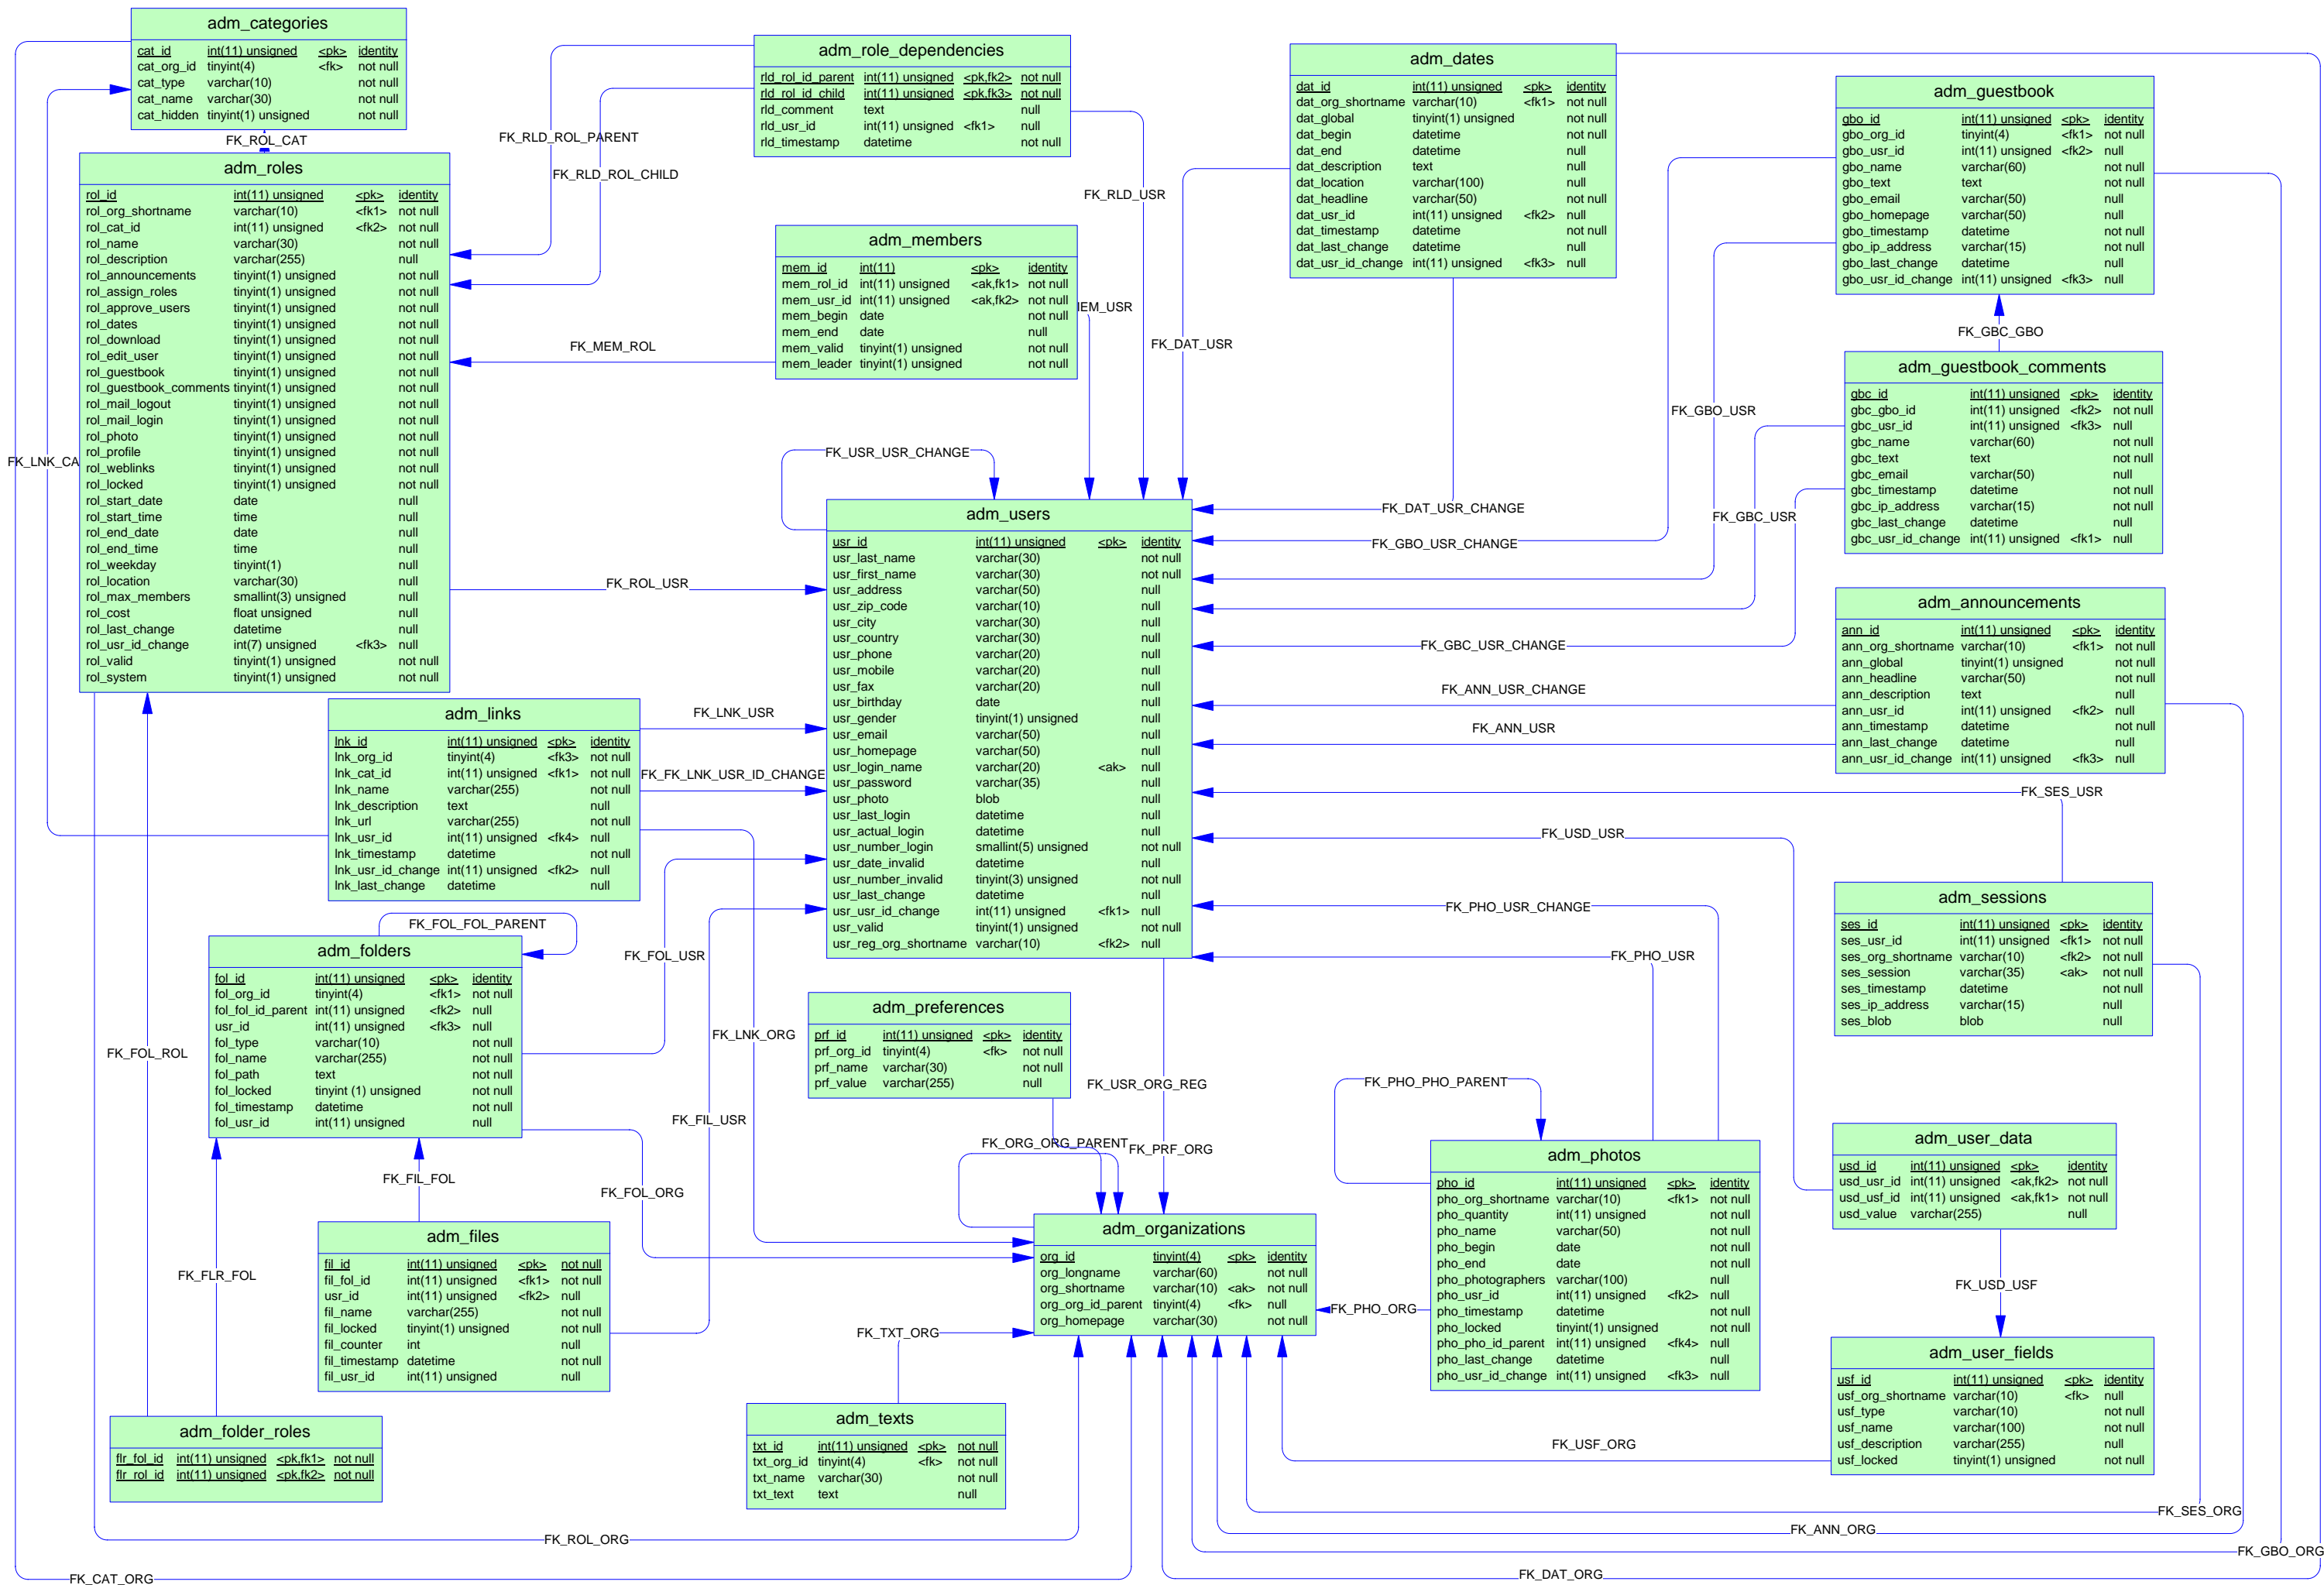 adm_categories
cat_id int(11) unsigned <pk> identity
cat_org_id tinyint(4) <fk> not null
cat_type varchar(10) not null
cat_name varchar(30) not null
cat_hidden tinyint(1) unsigned not null
FK_ROL_CAT
adm_roles
rol_id int(11) unsigned <pk> identity
rol_org_shortname varchar(10) <fk1> not null
rol_cat_id int(11) unsigned <fk2> not null
rol_name varchar(30) not null
rol_description varchar(255) null
rol_announcements tinyint(1) unsigned not null
rol_assign_roles tinyint(1) unsigned not null
rol_approve_users tinyint(1) unsigned not null
rol_dates tinyint(1) unsigned not null
rol_download tinyint(1) unsigned not null
rol_edit_user tinyint(1) unsigned not null
rol_guestbook tinyint(1) unsigned not null
rol_guestbook_comments tinyint(1) unsigned not null
rol_mail_logout tinyint(1) unsigned not null
rol_mail_login tinyint(1) unsigned not null
rol_photo tinyint(1) unsigned not null
rol_profile tinyint(1) unsigned not null
rol_weblinks tinyint(1) unsigned not null
rol_locked tinyint(1) unsigned not null
rol_start_date date null
rol_start_time time null
rol_end_date date null
rol_end_time time null
rol_weekday tinyint(1) null
rol_location varchar(30) null
rol_max_members smallint(3) unsigned null
rol_cost float unsigned null
rol_last_change datetime null
rol_usr_id_change int(7) unsigned <fk3> null
rol_valid tinyint(1) unsigned not null
rol_system tinyint(1) unsigned not null
FK_LNK_CA
adm_role_dependencies
rld_rol_id_parent int(11) unsigned <pk,fk2> not null
rld_rol_id_child int(11) unsigned <pk,fk3> not null
rld_comment text null
rld_usr_id int(11) unsigned <fk1> null
rld_timestamp datetime not null
FK_RLD_ROL_PARENT
FK_RLD_ROL_CHILD
FK_RLD_USR
adm_members
mem_id int(11) <pk> identity
mem_rol_id int(11) unsigned <ak,fk1> not null
mem_usr_id int(11) unsigned <ak,fk2> not null
mem_begin date not null
mem_end date null
mem_valid tinyint(1) unsigned not null
mem_leader tinyint(1) unsigned not null
IEM_USR
FK_MEM_ROL
adm_dates
dat_id int(11) unsigned <pk> identity
dat_org_shortname varchar(10) <fk1> not null
dat_global tinyint(1) unsigned not null
dat_begin datetime not null
dat_end datetime null
dat_description text null
dat_location varchar(100) null
dat_headline varchar(50) not null
dat_usr_id int(11) unsigned <fk2> null
dat_timestamp datetime not null
dat_last_change datetime null
dat_usr_id_change int(11) unsigned <fk3> null
FK_DAT_USR
adm_guestbook
gbo_id int(11) unsigned <pk> identity
gbo_org_id tinyint(4) <fk1> not null
gbo_usr_id int(11) unsigned <fk2> null
gbo_name varchar(60) not null
gbo_text text not null
gbo_email varchar(50) null
gbo_homepage varchar(50) null
gbo_timestamp datetime not null
gbo_ip_address varchar(15) not null
gbo_last_change datetime null
gbo_usr_id_change int(11) unsigned <fk3> null
FK_GBC_GBO
adm_guestbook_comments
gbc_id int(11) unsigned <pk> identity
gbc_gbo_id int(11) unsigned <fk2> not null
gbc_usr_id int(11) unsigned <fk3> null
gbc_name varchar(60) not null
gbc_text text not null
gbc_email varchar(50) null
gbc_timestamp datetime not null
gbc_ip_address varchar(15) not null
gbc_last_change datetime null
gbc_usr_id_change int(11) unsigned <fk1> null
FK_GBO_USR
FK_USR_USR_CHANGE
FK_DAT_USR_CHANGE
FK_GBC_USR
FK_GBO_USR_CHANGE
FK_ROL_USR
adm_users
usr_id int(11) unsigned <pk> identity
usr_last_name varchar(30) not null
usr_first_name varchar(30) not null
usr_address varchar(50) null
usr_zip_code varchar(10) null
usr_city varchar(30) null
usr_country varchar(30) null
usr_phone varchar(20) null
usr_mobile varchar(20) null
usr_fax varchar(20) null
usr_birthday date null
usr_gender tinyint(1) unsigned null
usr_email varchar(50) null
usr_homepage varchar(50) null
usr_login_name varchar(20) <ak> null
usr_password varchar(35) null
usr_photo blob null
usr_last_login datetime null
usr_actual_login datetime null
usr_number_login smallint(5) unsigned not null
usr_date_invalid datetime null
usr_number_invalid tinyint(3) unsigned not null
usr_last_change datetime null
usr_usr_id_change int(11) unsigned <fk1> null
usr_valid tinyint(1) unsigned not null
usr_reg_org_shortname varchar(10) <fk2> null
FK_GBC_USR_CHANGE
FK_ANN_USR_CHANGE
FK_ANN_USR
adm_announcements
ann_id int(11) unsigned <pk> identity
ann_org_shortname varchar(10) <fk1> not null
ann_global tinyint(1) unsigned not null
ann_headline varchar(50) not null
ann_description text null
ann_usr_id int(11) unsigned <fk2> null
ann_timestamp datetime not null
ann_last_change datetime null
ann_usr_id_change int(11) unsigned <fk3> null
FK_SES_USR
FK_USD_USR
FK_PHO_USR_CHANGE
FK_PHO_USR
adm_links
lnk_id int(11) unsigned <pk> identity
lnk_org_id tinyint(4) <fk3> not null
lnk_cat_id int(11) unsigned <fk1> not null
lnk_name varchar(255) not null
lnk_description text null
lnk_url varchar(255) not null
lnk_usr_id int(11) unsigned <fk4> null
lnk_timestamp datetime not null
lnk_usr_id_change int(11) unsigned <fk2> null
lnk_last_change datetime null
FK_LNK_USR
FK_FK_LNK_USR_ID_CHANGE
adm_sessions
ses_id int(11) unsigned <pk> identity
ses_usr_id int(11) unsigned <fk1> not null
ses_org_shortname varchar(10) <fk2> not null
ses_session varchar(35) <ak> not null
ses_timestamp datetime not null
ses_ip_address varchar(15) null
ses_blob blob null
FK_FOL_FOL_PARENT
adm_folders
fol_id int(11) unsigned <pk> identity
fol_org_id tinyint(4) <fk1> not null
fol_fol_id_parent int(11) unsigned <fk2> null
usr_id int(11) unsigned <fk3> null
fol_type varchar(10) not null
fol_name varchar(255) not null
fol_path text not null
fol_locked tinyint (1) unsigned not null
fol_timestamp datetime not null
fol_usr_id int(11) unsigned null
FK_FOL_USR
FK_LNK_ORG
FK_FOL_ROL
FK_FIL_USR
adm_preferences
prf_id int(11) unsigned <pk> identity
prf_org_id tinyint(4) <fk> not null
prf_name varchar(30) not null
prf_value varchar(255) null
FK_USR_ORG_REG
FK_ORG_ORG_PARENT
FK_PRF_ORG
FK_PHO_PHO_PARENT
adm_photos
pho_id int(11) unsigned <pk> identity
pho_org_shortname varchar(10) <fk1> not null
pho_quantity int(11) unsigned not null
pho_name varchar(50) not null
pho_begin date not null
pho_end date not null
pho_photographers varchar(100) null
pho_usr_id int(11) unsigned <fk2> null
pho_timestamp datetime not null
pho_locked tinyint(1) unsigned not null
pho_pho_id_parent int(11) unsigned <fk4> null
pho_last_change datetime null
pho_usr_id_change int(11) unsigned <fk3> null
adm_user_data
usd_id int(11) unsigned <pk> identity
usd_usr_id int(11) unsigned <ak,fk2> not null
usd_usf_id int(11) unsigned <ak,fk1> not null
usd_value varchar(255) null
FK_USD_USF
FK_FIL_FOL
FK_FOL_ORG
FK_FLR_FOL
adm_files
fil_id int(11) unsigned <pk> not null
fil_fol_id int(11) unsigned <fk1> not null
usr_id int(11) unsigned <fk2> null
fil_name varchar(255) not null
fil_locked tinyint(1) unsigned not null
fil_counter int null
fil_timestamp datetime not null
fil_usr_id int(11) unsigned null
adm_organizations
org_id tinyint(4) <pk> identity
org_longname varchar(60) not null
org_shortname varchar(10) <ak> not null
org_org_id_parent tinyint(4) <fk> null
org_homepage varchar(30) not null
FK_PHO_ORG
FK_TXT_ORG
adm_user_fields
usf_id int(11) unsigned <pk> identity
usf_org_shortname varchar(10) <fk> null
usf_type varchar(10) not null
usf_name varchar(100) not null
usf_description varchar(255) null
usf_locked tinyint(1) unsigned not null
FK_USF_ORG
adm_folder_roles
flr_fol_id int(11) unsigned <pk,fk1> not null
flr_rol_id int(11) unsigned <pk,fk2> not null
adm_texts
txt_id int(11) unsigned <pk> not null
txt_org_id tinyint(4) <fk> not null
txt_name varchar(30) not null
txt_text text null
FK_SES_ORG
FK_ANN_ORG
FK_ROL_ORG
FK_GBO_ORG
FK_DAT_ORG
FK_CAT_ORG